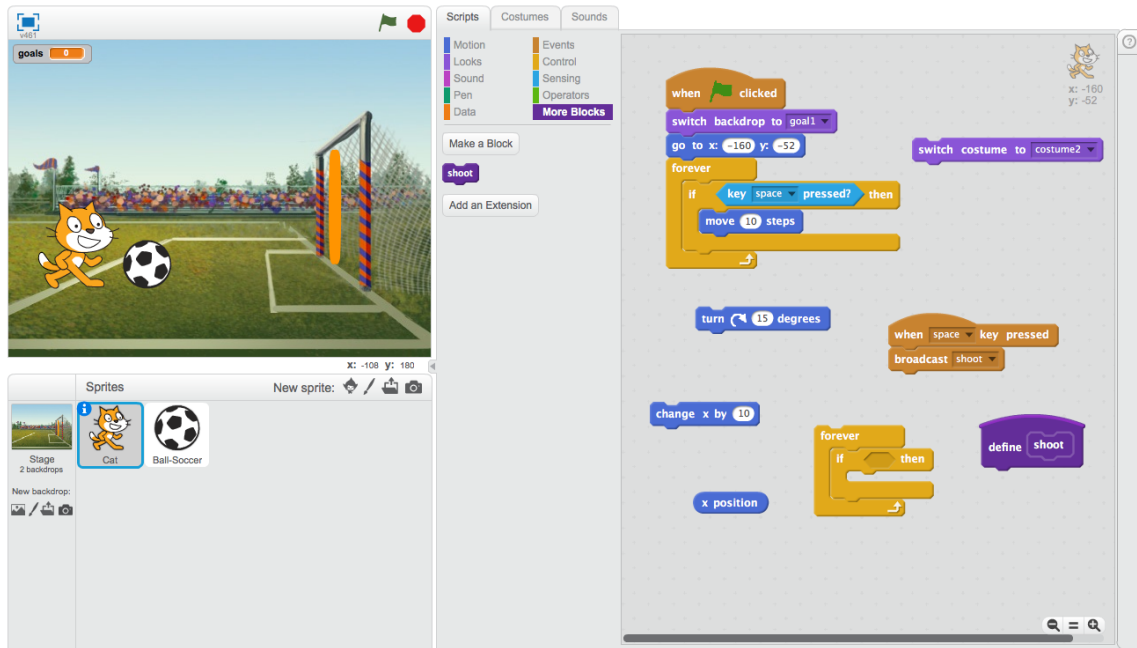 v461
goals 0
x: -108 y: 180
Sprites
New sprite:
Stage
2 backdrops
New backdrop:
Cat
Ball-Soccer
Scripts
Costumes
Sounds
Motion
Looks
Sound
Pen
Data
Events
Control
Sensing
Operators
More Blocks
Make a Block
shoot
Add an Extension
x: -160
y: -52
when clicked
switch backdrop to goal1
go to x: -160 y: -52
forever
if key space pressed? then
move 10 steps
switch costume to costume2
turn 15 degrees
when space key pressed
broadcast shoot
change x by 10
forever
if then
define shoot
x position